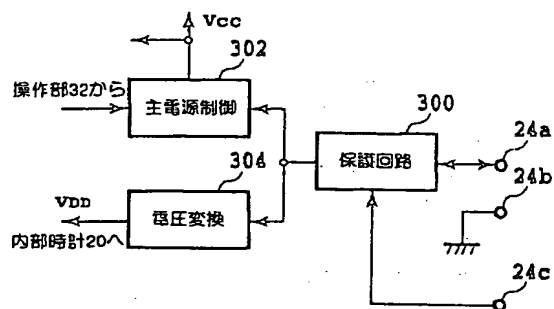 Vcc
302
操作部32から
主電源制御
300
24a
保護回路
304
24b
VDD
電圧変換
内部時計20へ
24c